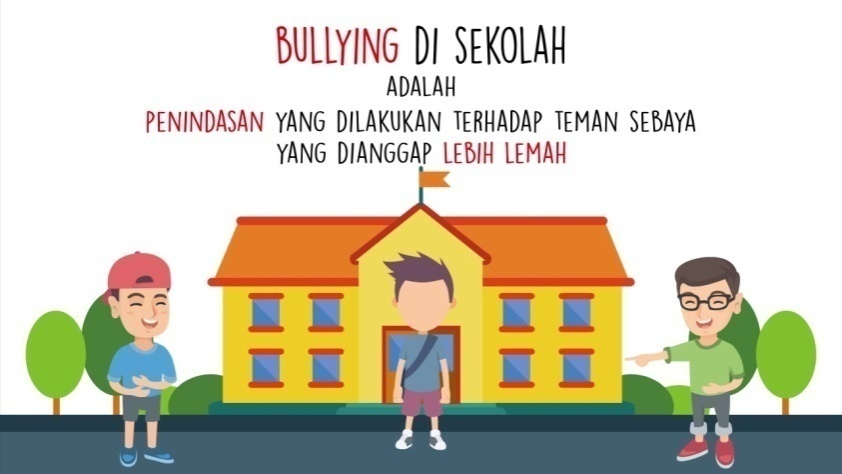 BULLYING DI SEKOLAH
ADALAH
PENINDASAN YANG DILAKUKAN TERHADAP TEMAN SEBAYA
YANG DIANGGAP LEBIH LEMAH